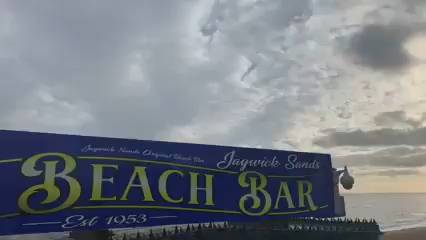 Jaywick Sands Original Beach Bar
Jaywick Sands
BEACH BAR
Est 1953